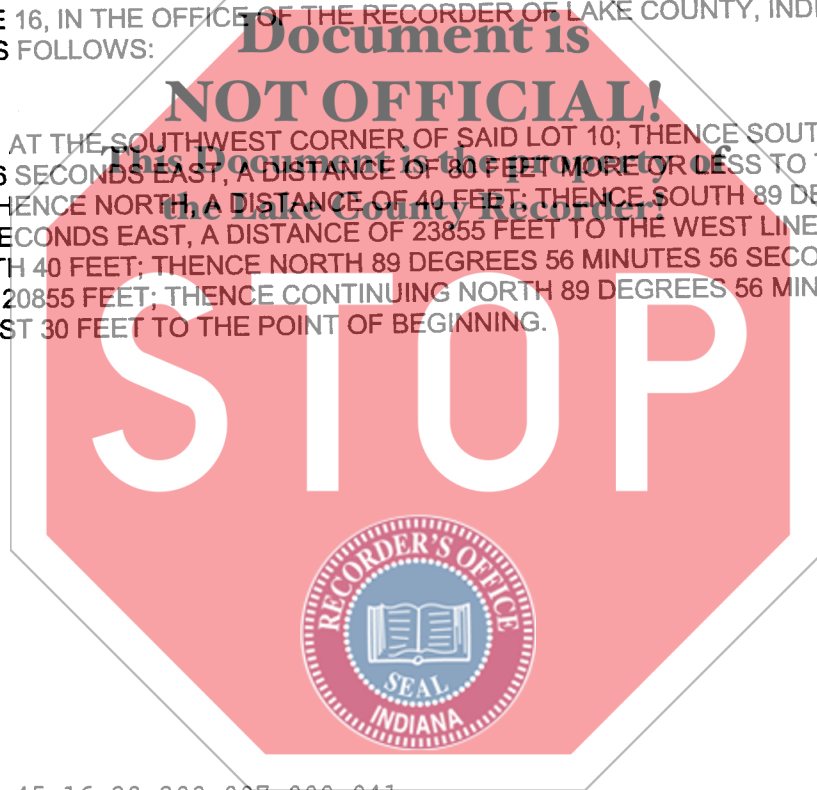 E 16, IN THE OFFICE OF THE RECORDER OF LAKE COUNTY, INDI
Document is
S FOLLOWS:
NOT OFFICIAL!
AT THE SOUTHWEST CORNER OF SAID LOT 10; THENCE SOUT
This Document is the property of
6 SECONDS EAST, A DISTANCE OF 80 FEET MORE OR LESS TO
HENCE NORTH, A DISTANCE OF 40 FEET; THENCE SOUTH 89 DE
the Lake County Recorder!
ECONDS EAST, A DISTANCE OF 23855 FEET TO THE WEST LINE
TH 40 FEET; THENCE NORTH 89 DEGREES 56 MINUTES 56 SECO
20855 FEET; THENCE CONTINUING NORTH 89 DEGREES 56 MIN
ST 30 FEET TO THE POINT OF BEGINNING.
STOP
RECORDER'S OFFICE
SEAL
INDIANA